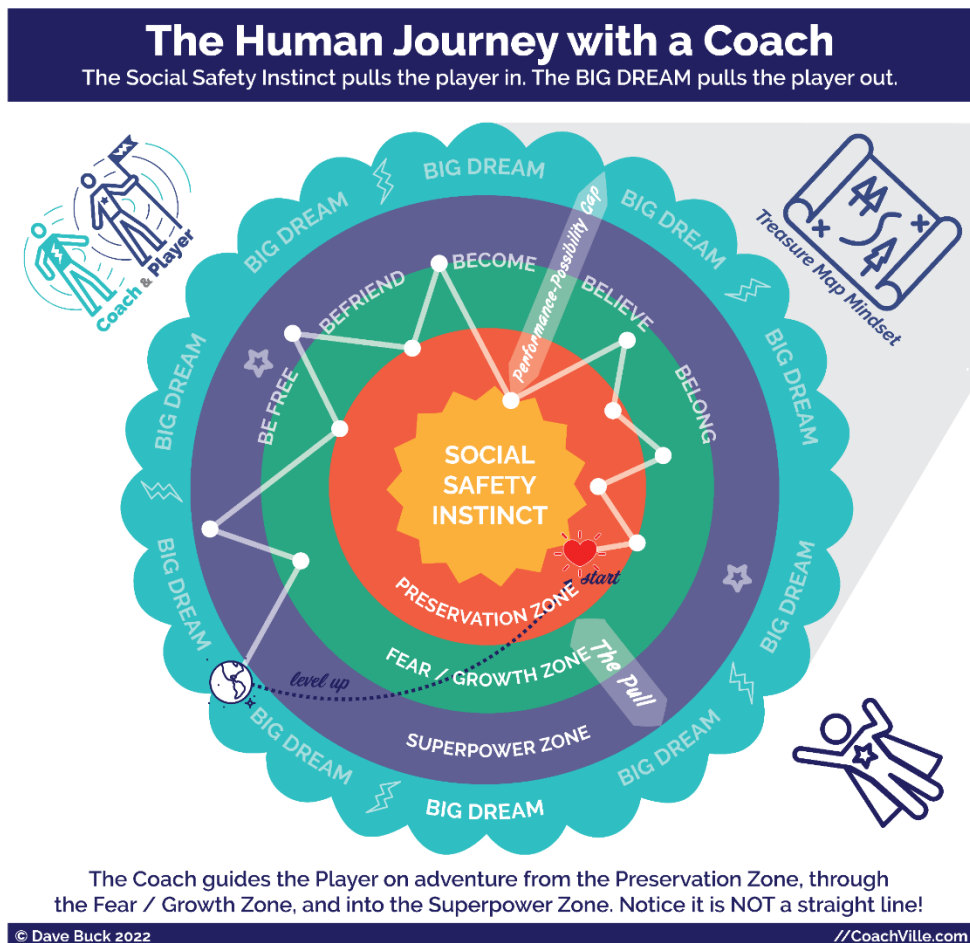 The Human Journey with a Coach
The Social Safety Instinct pulls the player in. The BIG DREAM pulls the player out.
Coach & Player
Treasure Map Mindset
BIG DREAM
BIG DREAM
BIG DREAM
BIG DREAM
BIG DREAM
BIG DREAM
BIG DREAM
BIG DREAM
BIG DREAM
BIG DREAM
BIG DREAM
Performance-Possibility Gap
BE FREE
BEFRIEND
BECOME
BELIEVE
BELONG
SOCIAL
SAFETY
INSTINCT
start
PRESERVATION ZONE
FEAR / GROWTH ZONE
The Pull
level up
SUPERPOWER ZONE
The Coach guides the Player on adventure from the Preservation Zone, through
the Fear / Growth Zone, and into the Superpower Zone. Notice it is NOT a straight line!
© Dave Buck 2022
//CoachVille.com